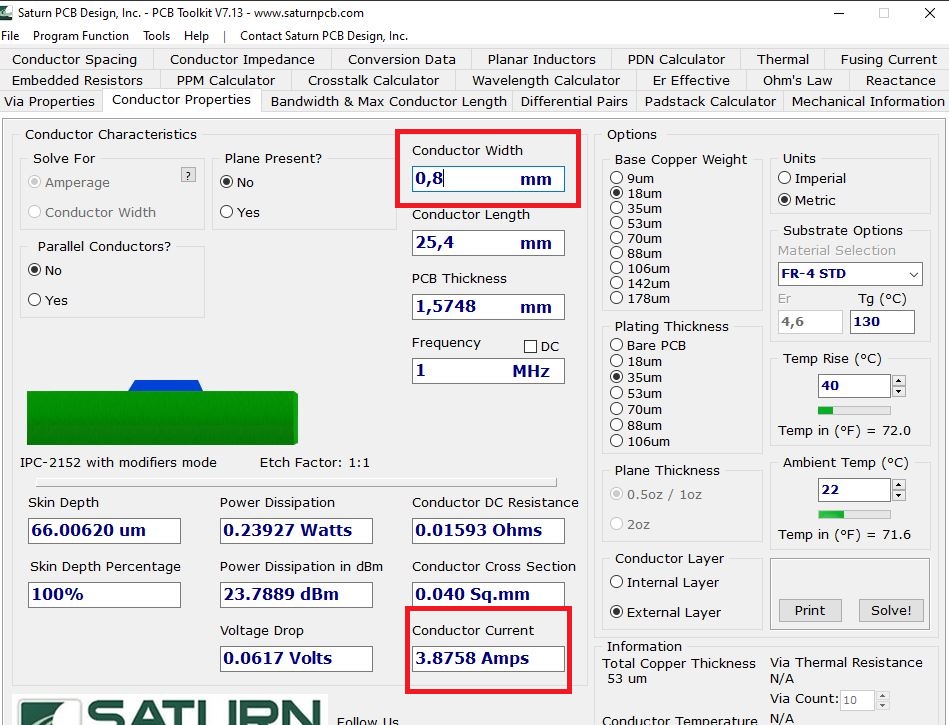 Saturn PCB Design, Inc. - PCB Toolkit V7.13 - www.saturnpcb.com
File Program Function Tools Help | Contact Saturn PCB Design, Inc.
Conductor Spacing Conductor Impedance Conversion Data Planar Inductors PDN Calculator Thermal Fusing Current
Embedded Resistors PPM Calculator Crosstalk Calculator Wavelength Calculator Er Effective Ohm's Law Reactance
Via Properties Conductor Properties Bandwidth & Max Conductor Length Differential Pairs Padstack Calculator Mechanical Information
Conductor Characteristics
Solve For
?
Amperage
Conductor Width
Plane Present?
No
Yes
Parallel Conductors?
No
Yes
Conductor Width
0,8 mm
Conductor Length
25,4 mm
PCB Thickness
1,5748 mm
Frequency DC
1 MHz
IPC-2152 with modifiers mode Etch Factor: 1:1
Skin Depth
66.00620 um
Skin Depth Percentage
100%
Power Dissipation
0.23927 Watts
Power Dissipation in dBm
23.7889 dBm
Voltage Drop
0.0617 Volts
Conductor DC Resistance
0.01593 Ohms
Conductor Cross Section
0.040 Sq.mm
Conductor Current
3.8758 Amps
SATURN
Follow Us
Options
Base Copper Weight
9um
18um
35um
53um
70um
88um
106um
142um
178um
Plating Thickness
Bare PCB
18um
35um
53um
70um
88um
106um
Plane Thickness
0.5oz / 1oz
2oz
Conductor Layer
Internal Layer
External Layer
Units
Imperial
Metric
Substrate Options
Material Selection
FR-4 STD
Er Tg (°C)
4,6 130
Temp Rise (°C)
40
Temp in (°F) = 72.0
Ambient Temp (°C)
22
Temp in (°F) = 71.6
Print Solve!
Information
Total Copper Thickness
53 um
Conductor Temperature
Via Thermal Resistance
N/A
Via Count: 10
N/A